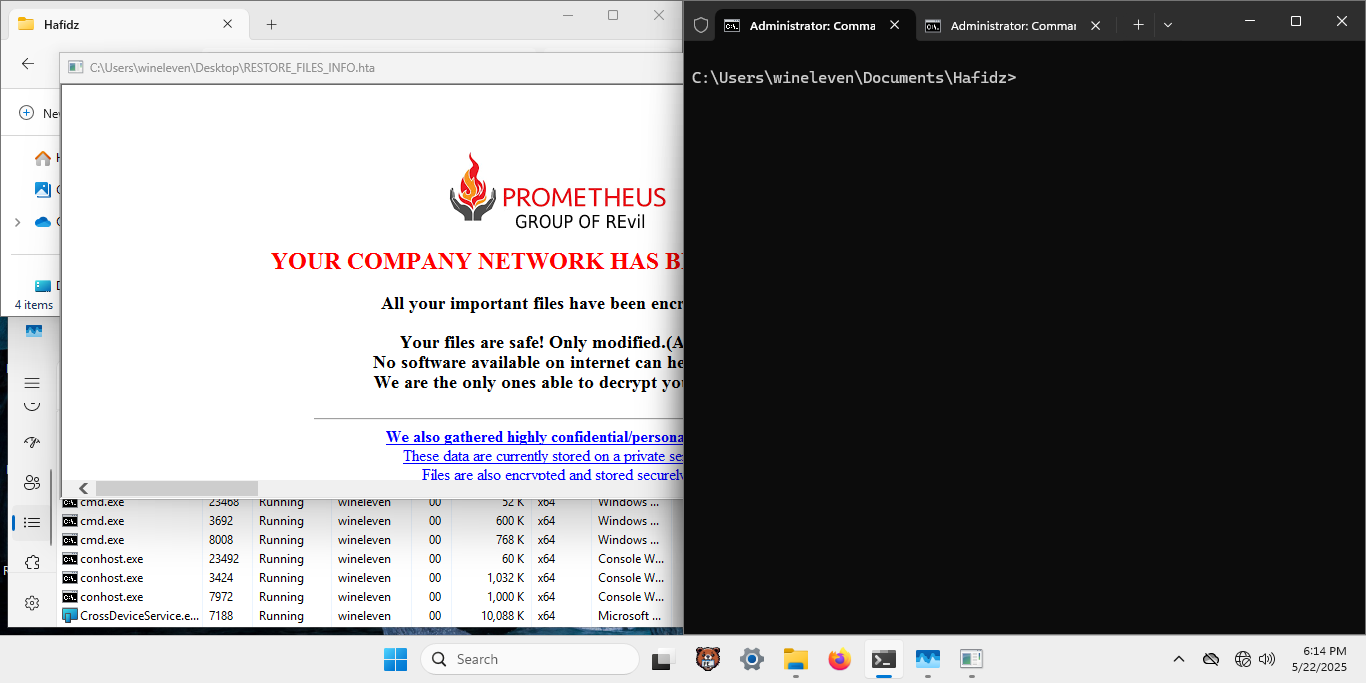 Hafidz
C:\Users\wineleven\Desktop\RESTORE_FILES_INFO.hta
4 items
PROMETHEUS
GROUP OF REvil
YOUR COMPANY NETWORK HAS
All your important files have been
Your files are safe! Only modified.
No software available on internet can
We are the only ones able to decrypt
We also gathered highly
These data are currently stored on a private
Files are also encrypted and stored securely
cmd.exe 23468 Running wineleven 00 52 K x64 Windows ...
cmd.exe 3692 Running wineleven 00 600 K x64 Windows ...
cmd.exe 8008 Running wineleven 00 768 K x64 Windows ...
conhost.exe 23492 Running wineleven 00 60 K x64 Console W...
conhost.exe 3424 Running wineleven 00 1,032 K x64 Console W...
conhost.exe 7972 Running wineleven 00 1,000 K x64 Console W...
CrossDeviceService.e... 7188 Running wineleven 00 10,088 K x64 Microsoft ...
Administrator: Comma
Administrator: Comma
C:\Users\wineleven\Documents\Hafidz>
Search
6:14 PM
5/22/2025